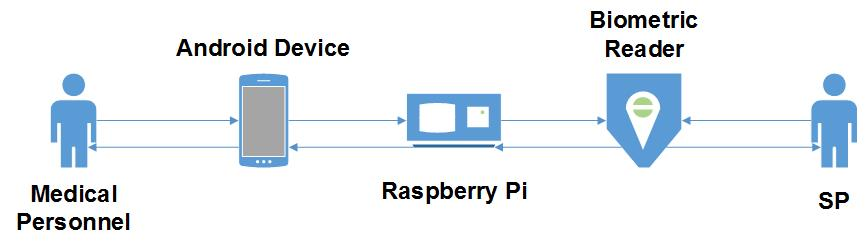 Biometric
Reader
Android Device
Raspberry Pi
Medical
Personnel
SP